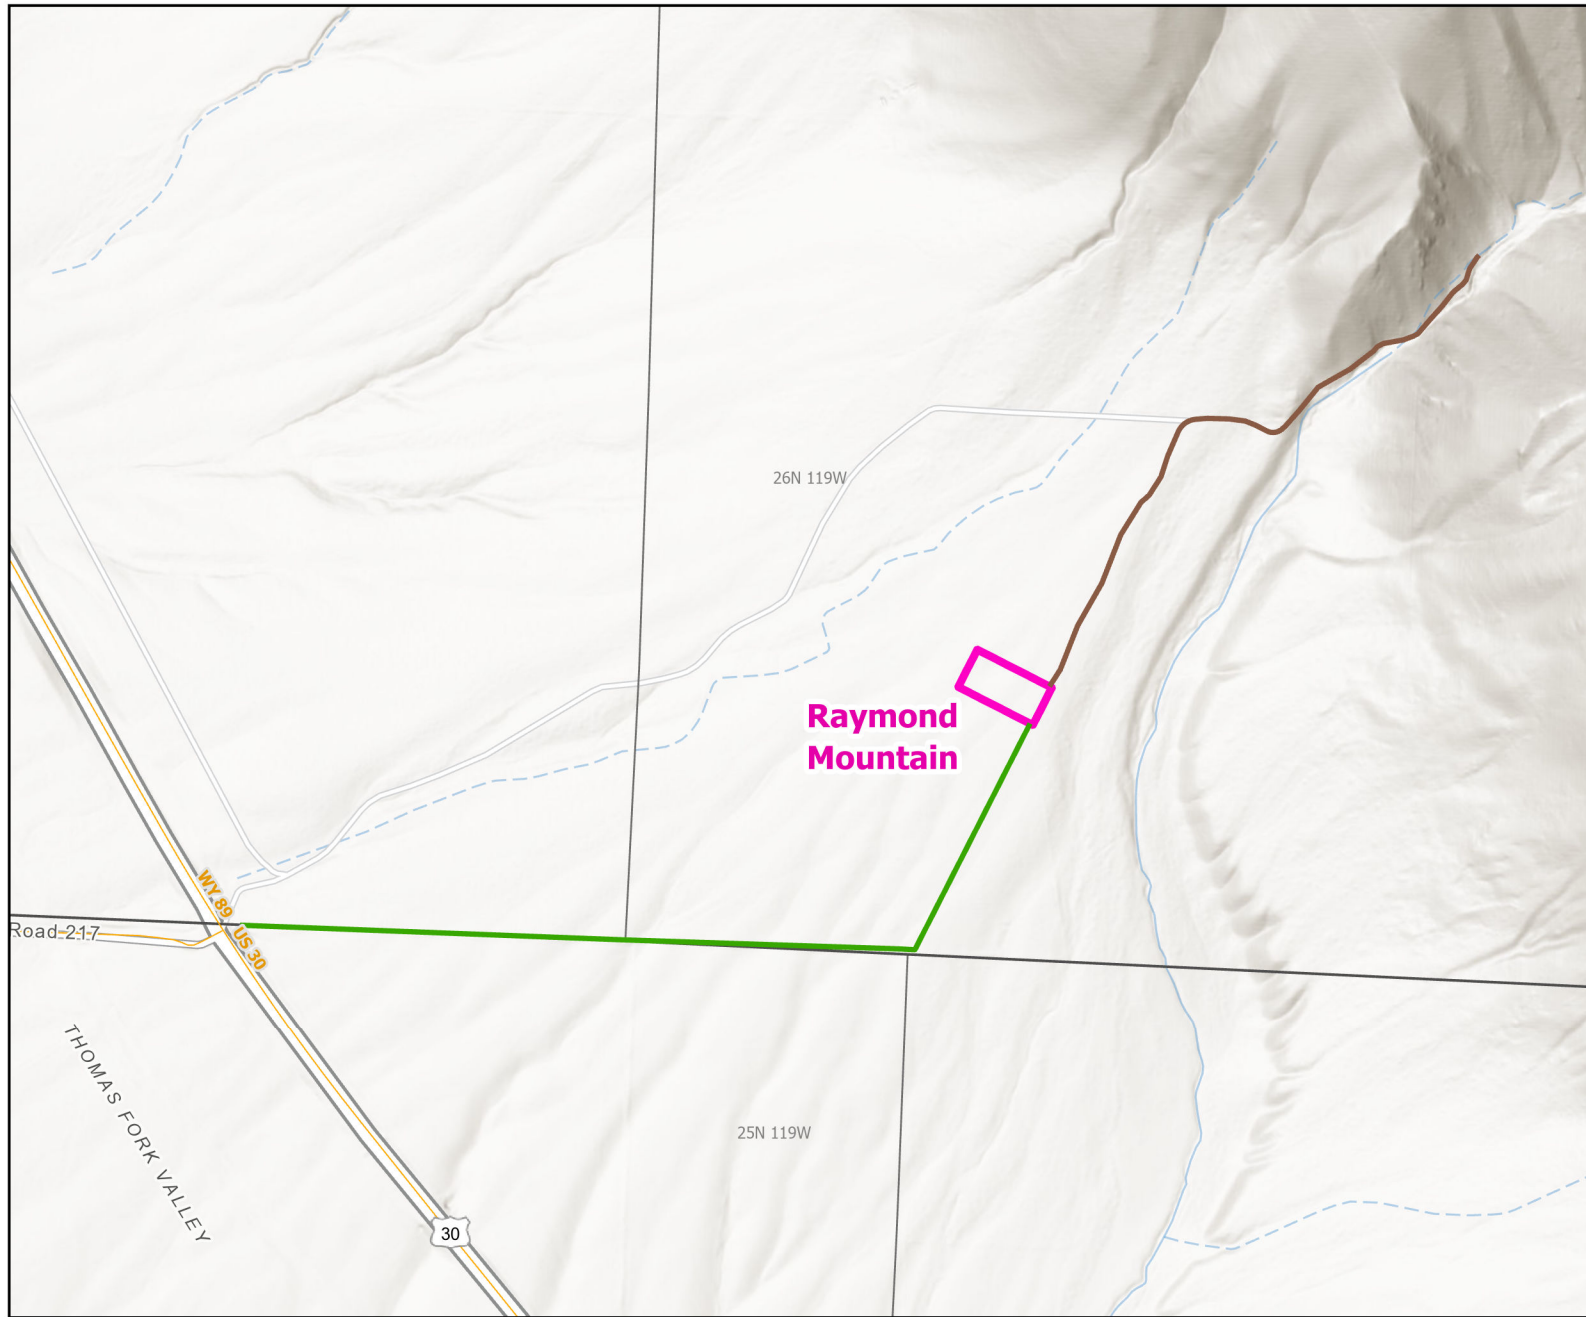 26N 119W
Raymond
Mountain
WY 89
US 30
Road 217
THOMAS FORK VALLEY
25N 119W
30